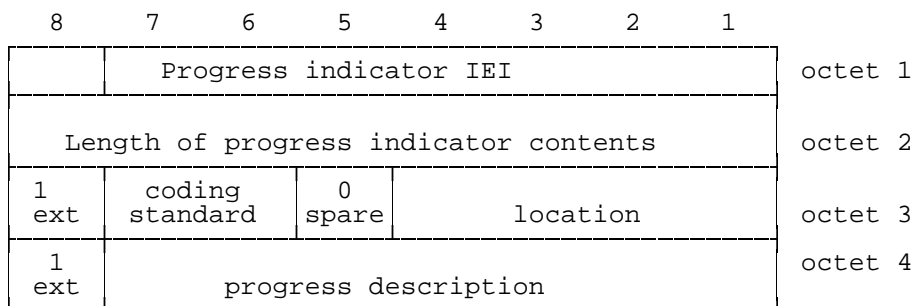 8 7 6 5 4 3 2 1
Progress indicator IEI octet 1
Length of progress indicator contents octet 2
1 coding 0
ext standard spare location octet 3
1 octet 4
ext progress description